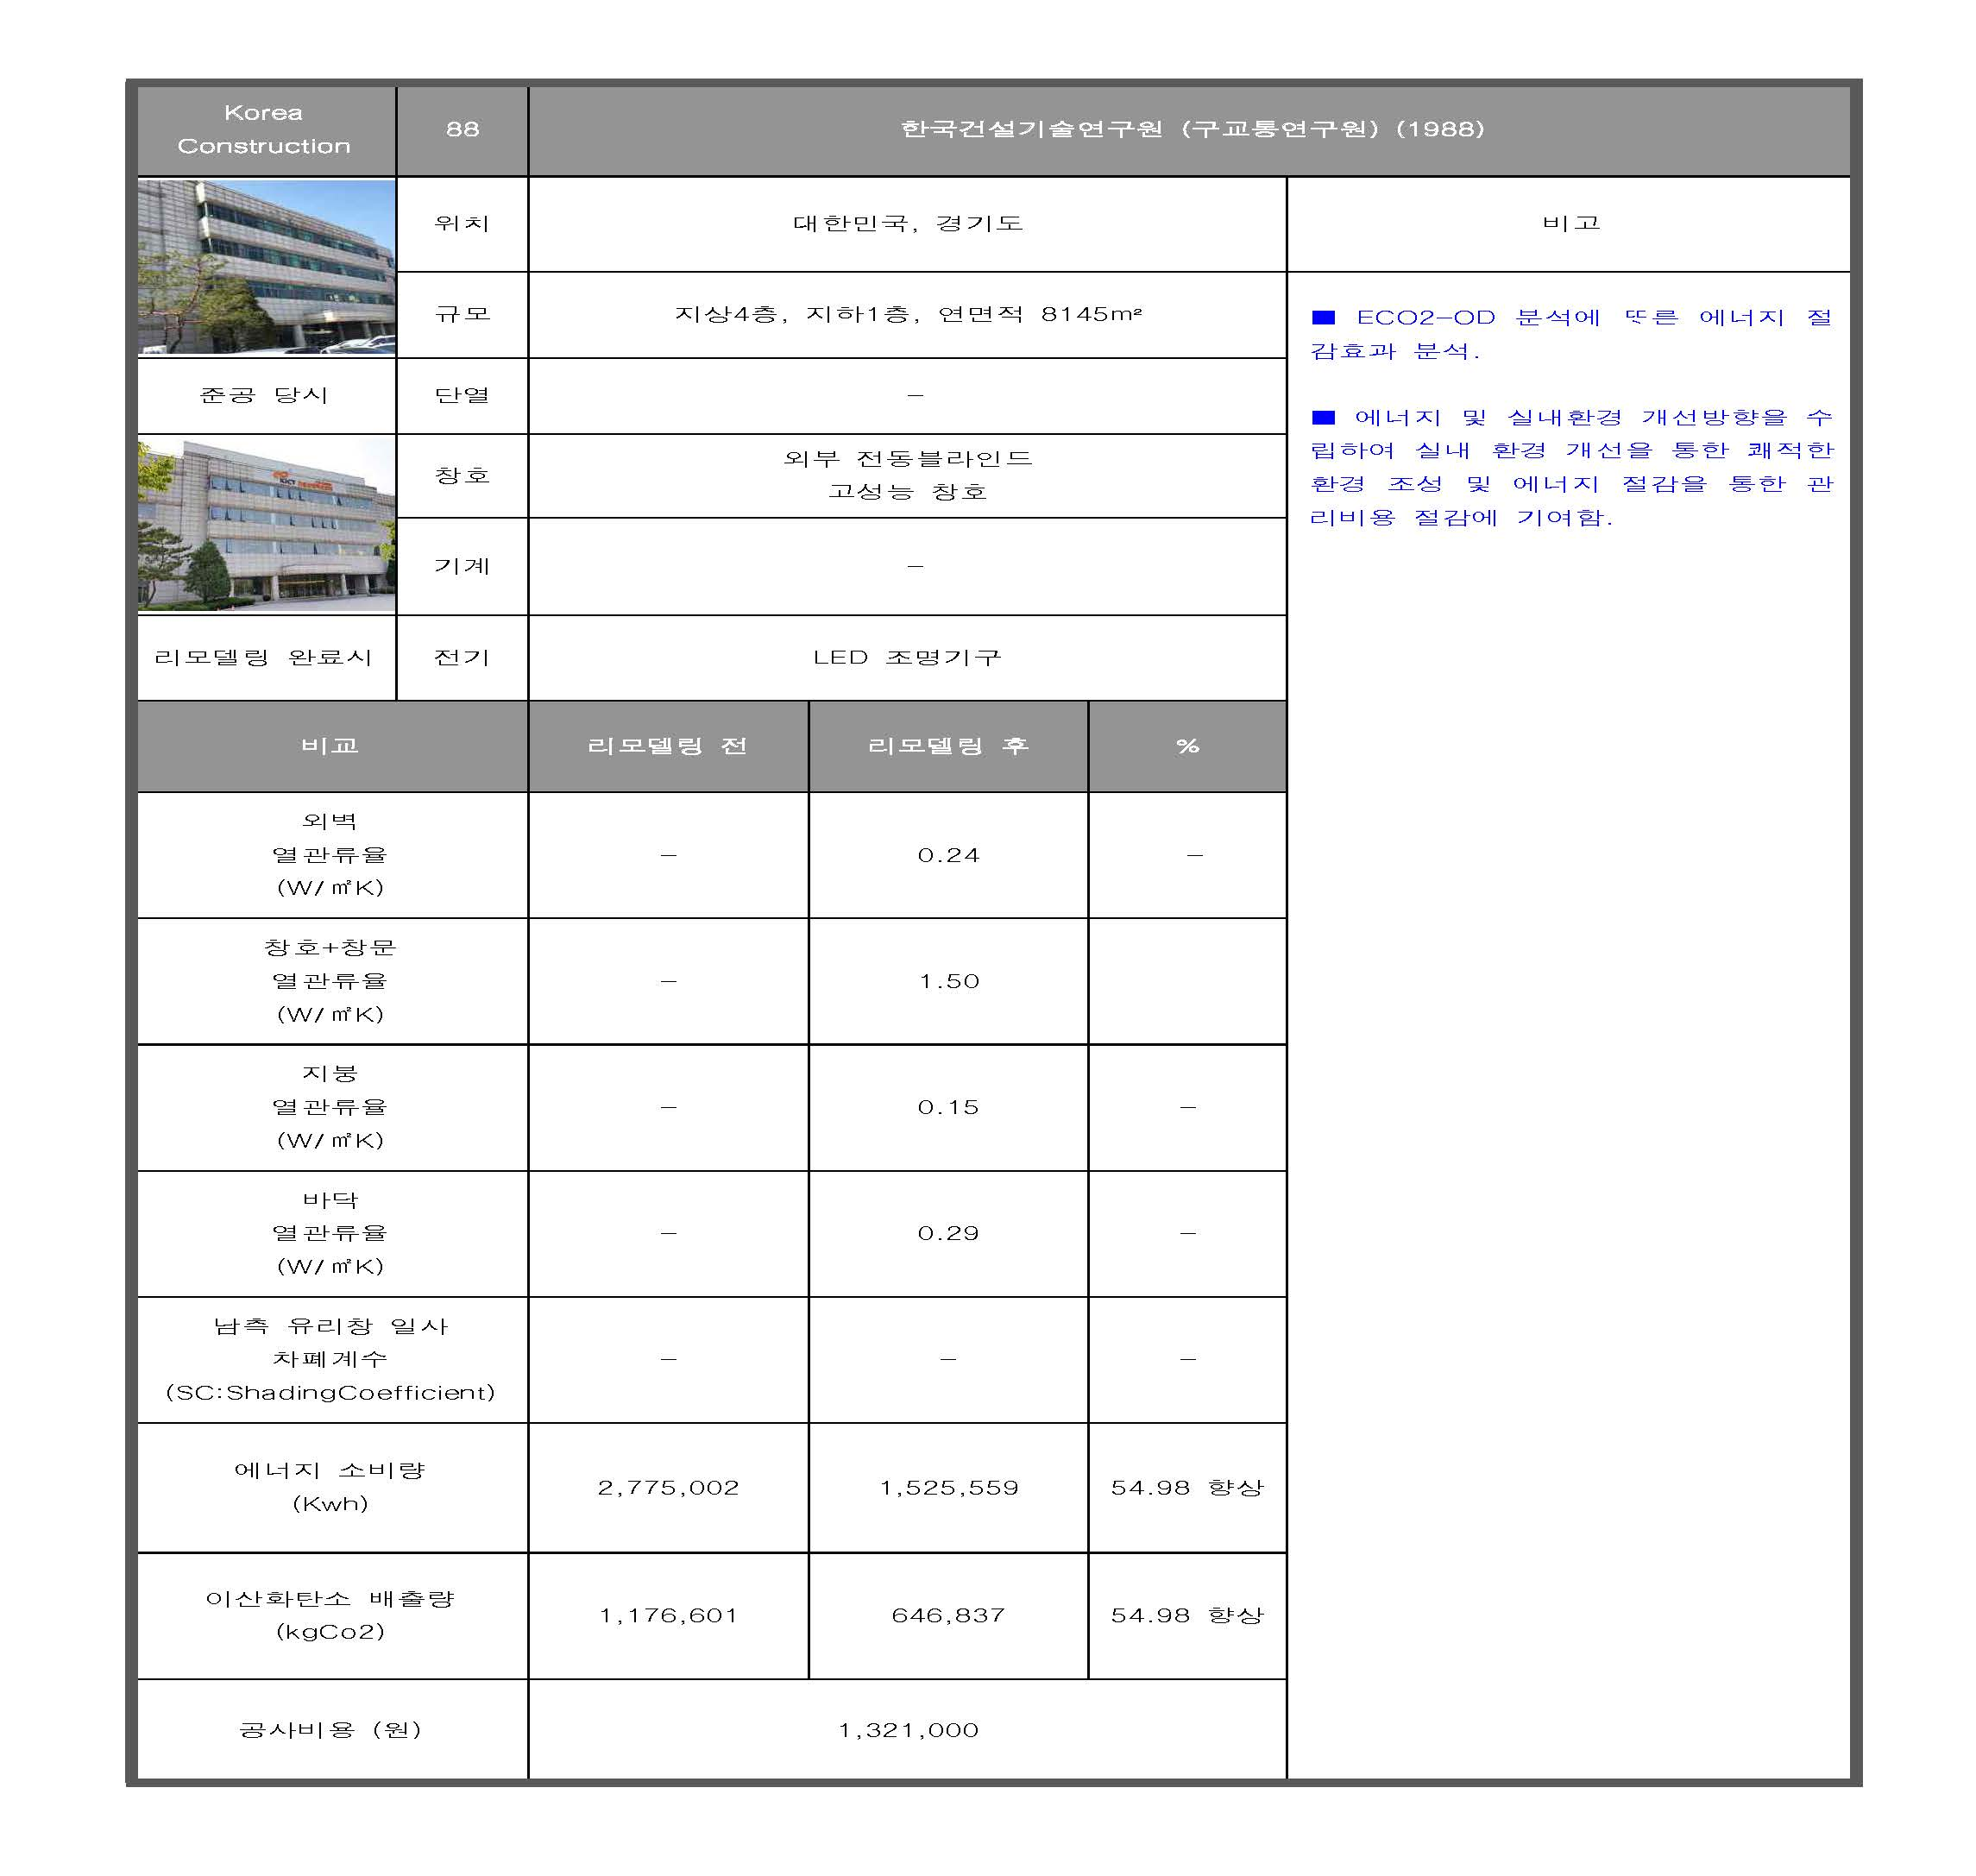 Korea
Construction
88
한국건설기술연구원 (구교통연구원) (1988)
위치
대한민국, 경기도
비고
규모
지상4층, 지하1층, 연면적 8145m²
■ ECO2-OD 분석에 뜨른 에너지 절
감효과 분석.
준공 당시
단열
-
■ 에너지 및 실내환경 개선방향을 수
립하여 실내 환경 개선을 통한 쾌적한
환경 조성 및 에너지 절감을 통한 관
리비용 절감에 기여함.
창호
외부 전동블라인드
고성능 창호
기계
-
리모델링 완료시
전기
LED 조명기구
비교
리모델링 전
리모델링 후
%
외벽
열관류율
(W/㎡K)
-
0.24
-
창호+창문
열관류율
(W/㎡K)
-
1.50
지붕
열관류율
(W/㎡K)
-
0.15
-
바닥
열관류율
(W/㎡K)
-
0.29
-
남측 유리창 일사
차폐계수
(SC:ShadingCoefficient)
-
-
-
에너지 소비량
(Kwh)
2,775,002
1,525,559
54.98 향상
이산화탄소 배출량
(kgCo2)
1,176,601
646,837
54.98 향상
공사비용 (원)
1,321,000